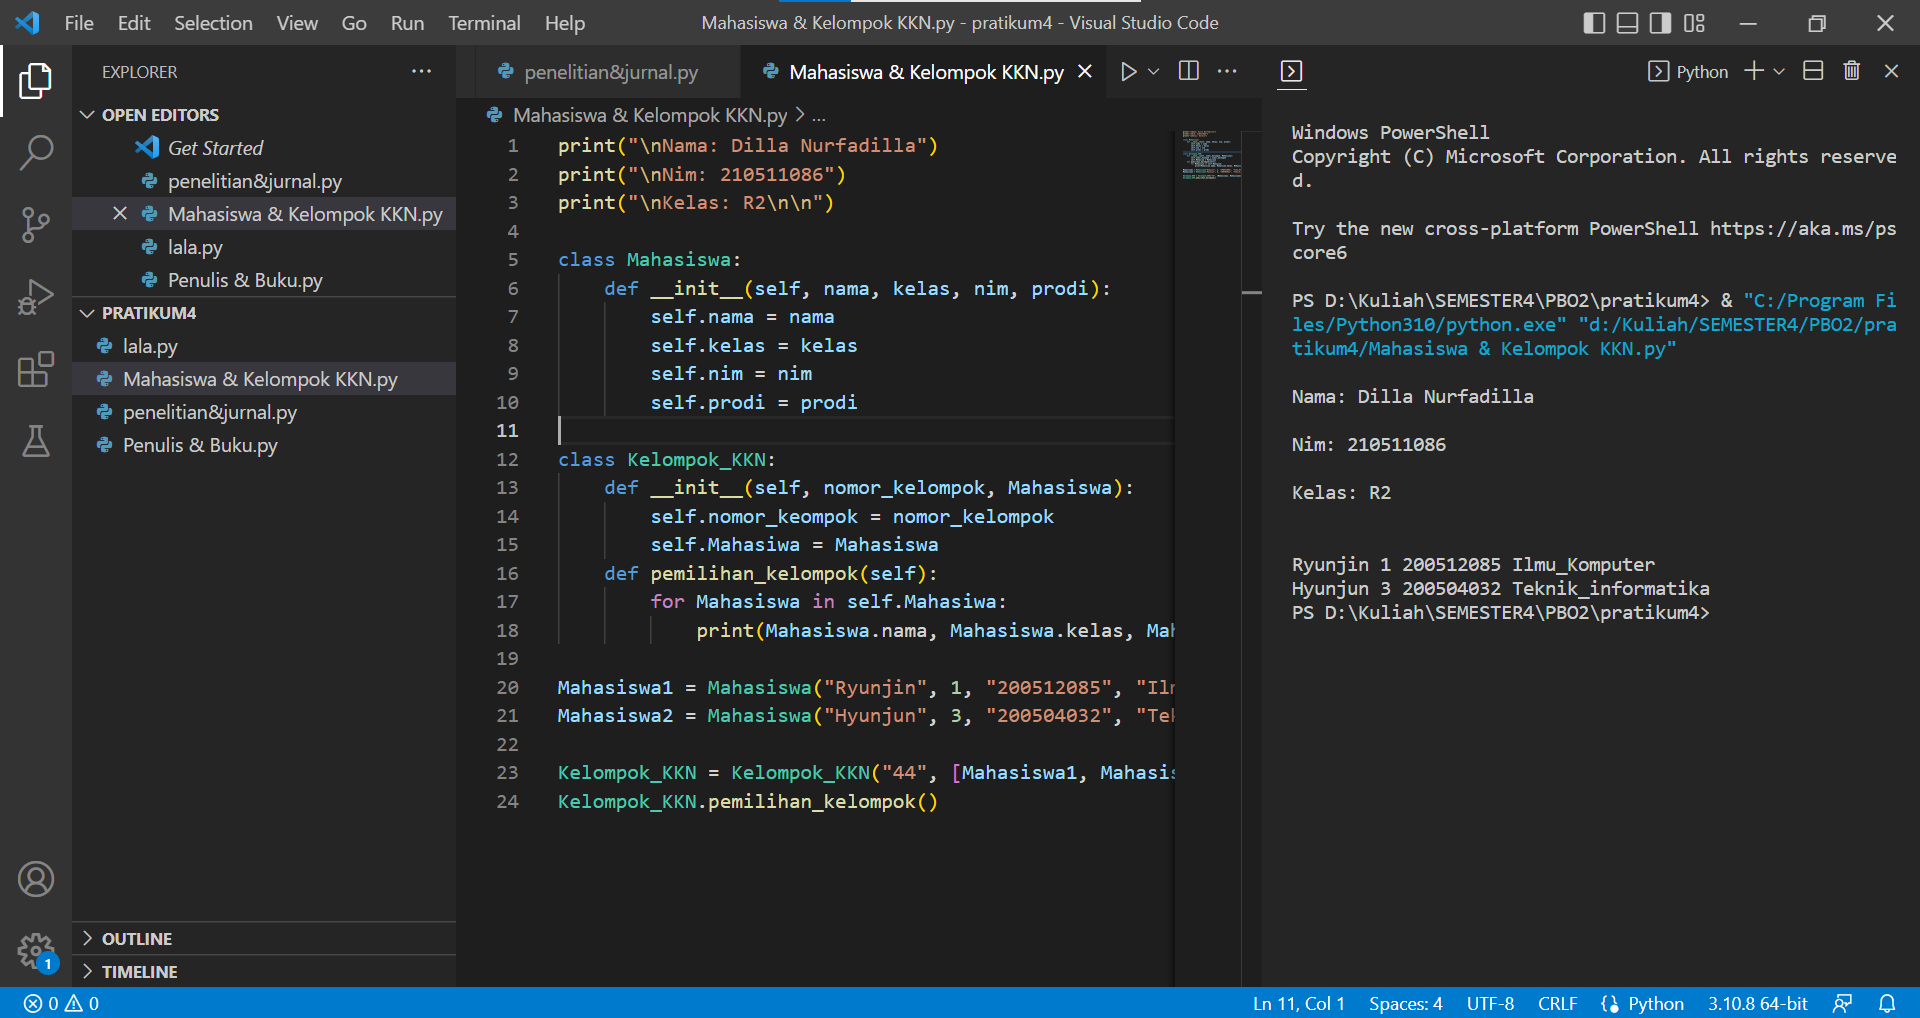 File Edit Selection View Go Run Terminal Help
Mahasiswa & Kelompok KKN.py - pratikum4 - Visual Studio Code
EXPLORER
OPEN EDITORS
Get Started
penelitian&jurnal.py
Mahasiswa & Kelompok KKN.py
lala.py
Penulis & Buku.py
PRATIKUM4
lala.py
Mahasiswa & Kelompok KKN.py
penelitian&jurnal.py
Penulis & Buku.py
OUTLINE
TIMELINE
penelitian&jurnal.py
Mahasiswa & Kelompok KKN.py
Mahasiswa & Kelompok KKN.py > ...
1 print("\nNama: Dilla Nurfadilla")
2 print("\nNim: 210511086")
3 print("\nKelas: R2\n\n")
4
5 class Mahasiswa:
6 def __init__(self, nama, kelas, nim, prodi):
7 self.nama = nama
8 self.kelas = kelas
9 self.nim = nim
10 self.prodi = prodi
11
12 class Kelompok_KKN:
13 def __init__(self, nomor_kelompok, Mahasiswa):
14 self.nomor_keompok = nomor_kelompok
15 self.Mahasiwa = Mahasiswa
16 def pemilihan_kelompok(self):
17 for Mahasiswa in self.Mahasiwa:
18 print(Mahasiswa.nama, Mahasiswa.kelas, Mah
19
20 Mahasiswa1 = Mahasiswa("Ryunjin", 1, "200512085", "Il
21 Mahasiswa2 = Mahasiswa("Hyunjun", 3, "200504032", "Tek
22
23 Kelompok_KKN = Kelompok_KKN("44", [Mahasiswa1, Mahasis
24 Kelompok_KKN.pemilihan_kelompok()
Python
Windows PowerShell
Copyright (C) Microsoft Corporation. All rights reserve
d.
Try the new cross-platform PowerShell https://aka.ms/ps
core6
PS D:\Kuliah\SEMESTER4\PBO2\pratikum4> & "C:/Program Fi
les/Python310/python.exe" "d:/Kuliah/SEMESTER4/PBO2/pra
tikum4/Mahasiswa & Kelompok KKN.py"
Nama: Dilla Nurfadilla
Nim: 210511086
Kelas: R2
Ryunjin 1 200512085 Ilmu_Komputer
Hyunjun 3 200504032 Teknik_informatika
PS D:\Kuliah\SEMESTER4\PBO2\pratikum4>
1
0 0
Ln 11, Col 1 Spaces: 4 UTF-8 CRLF Python 3.10.8 64-bit